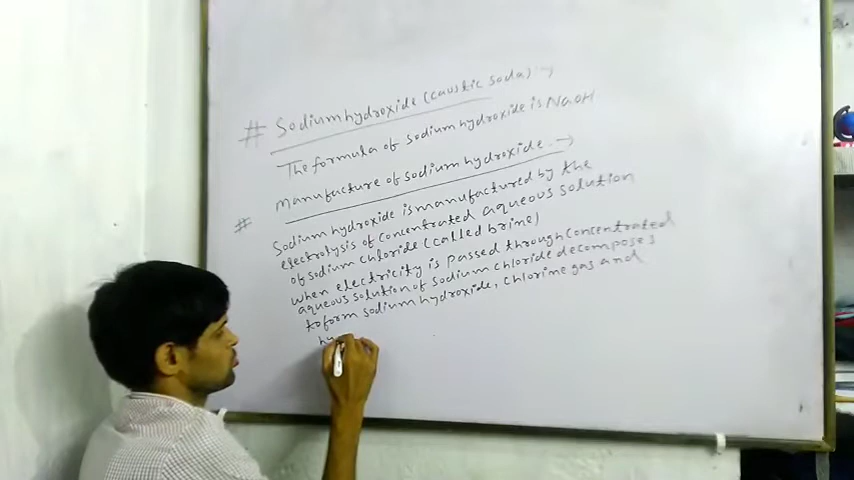 # Sodium hydroxide (caustic soda) :→
The formula of sodium hydroxide is NaOH
# manufacture of sodium hydroxide :→
Sodium hydroxide is manufactured by the
electrolysis of concentrated aqueous solution
of sodium chloride (called brine)
when electricity is passed through concentrated
aqueous solution of sodium chloride decomposes
to form sodium hydroxide, chlorine gas and
hy